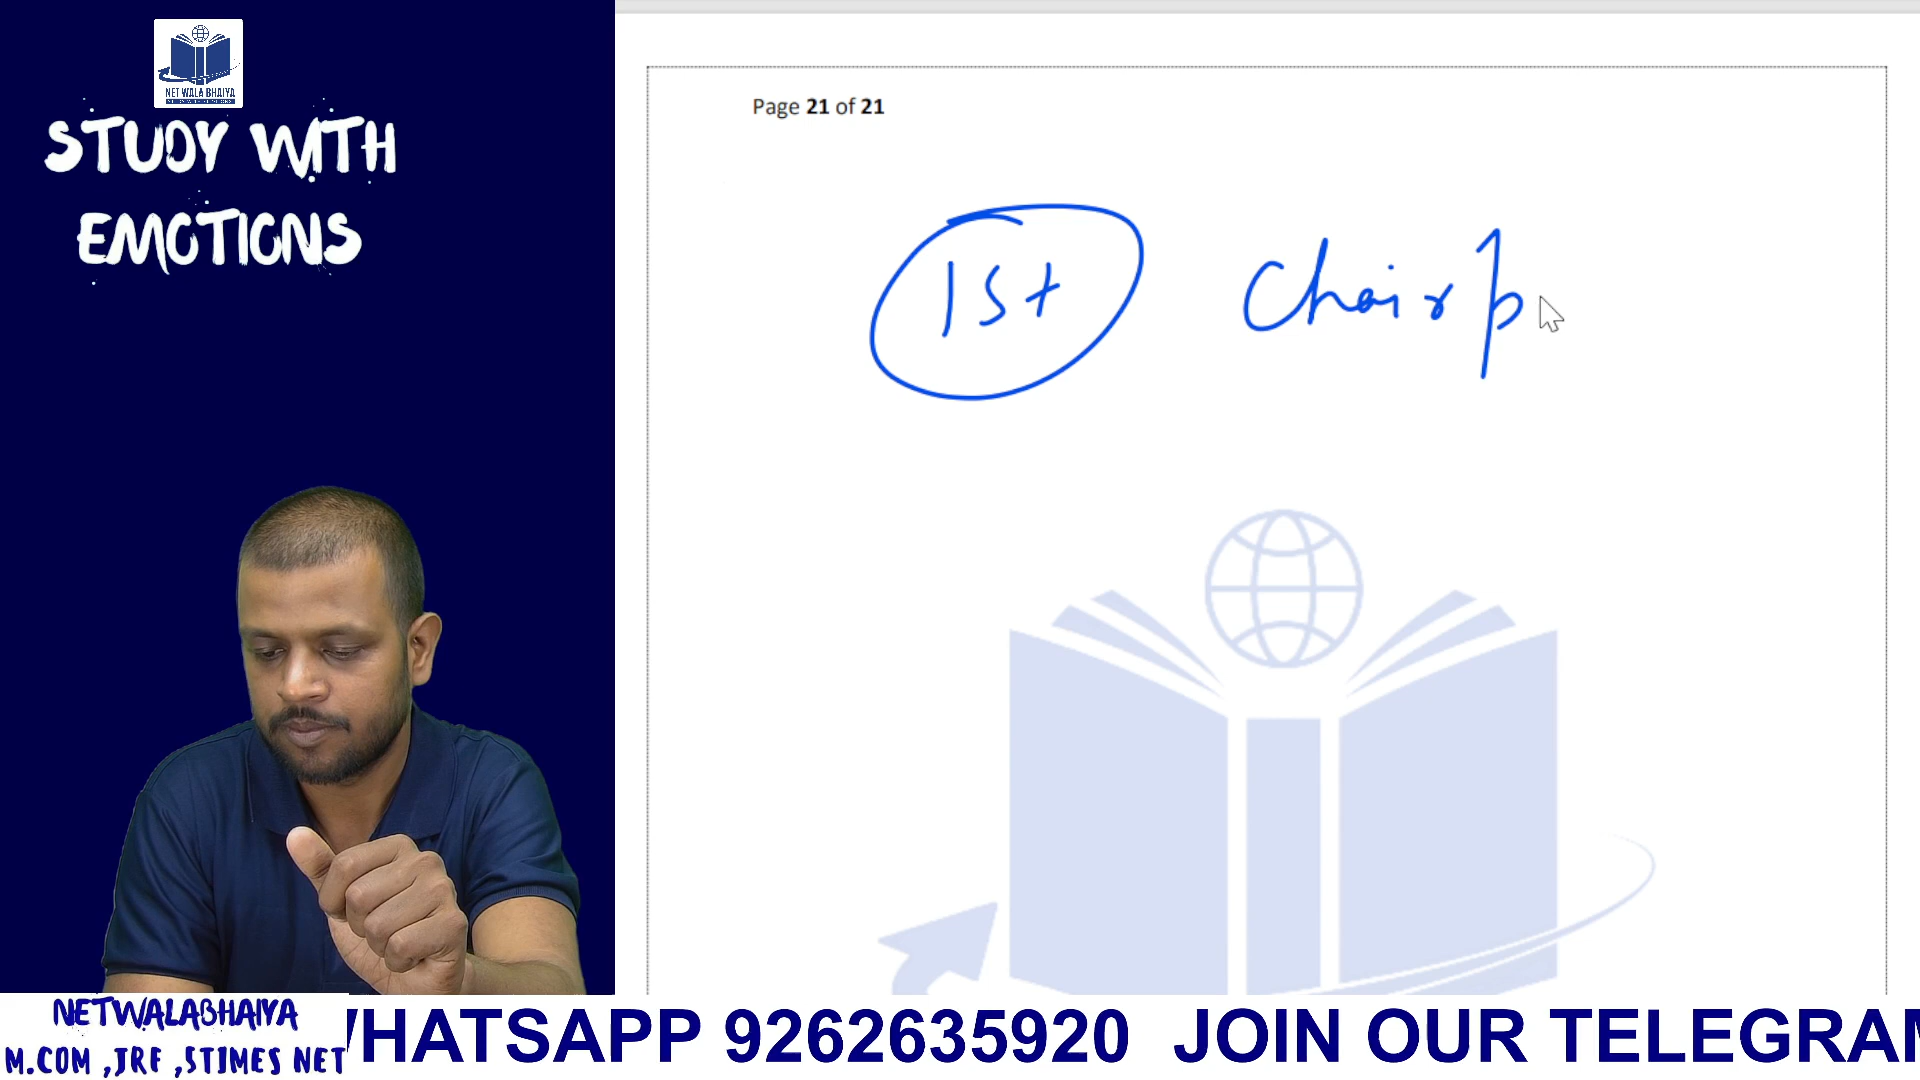 NET WALA BHAIYA
STUDY WITH
EMOTIONS
Page 21 of 21
1st Chairp
NETWALABHAIYA
M.COM ,JRF ,5TIMES NET
WHATSAPP 9262635920 JOIN OUR TELEGRAM